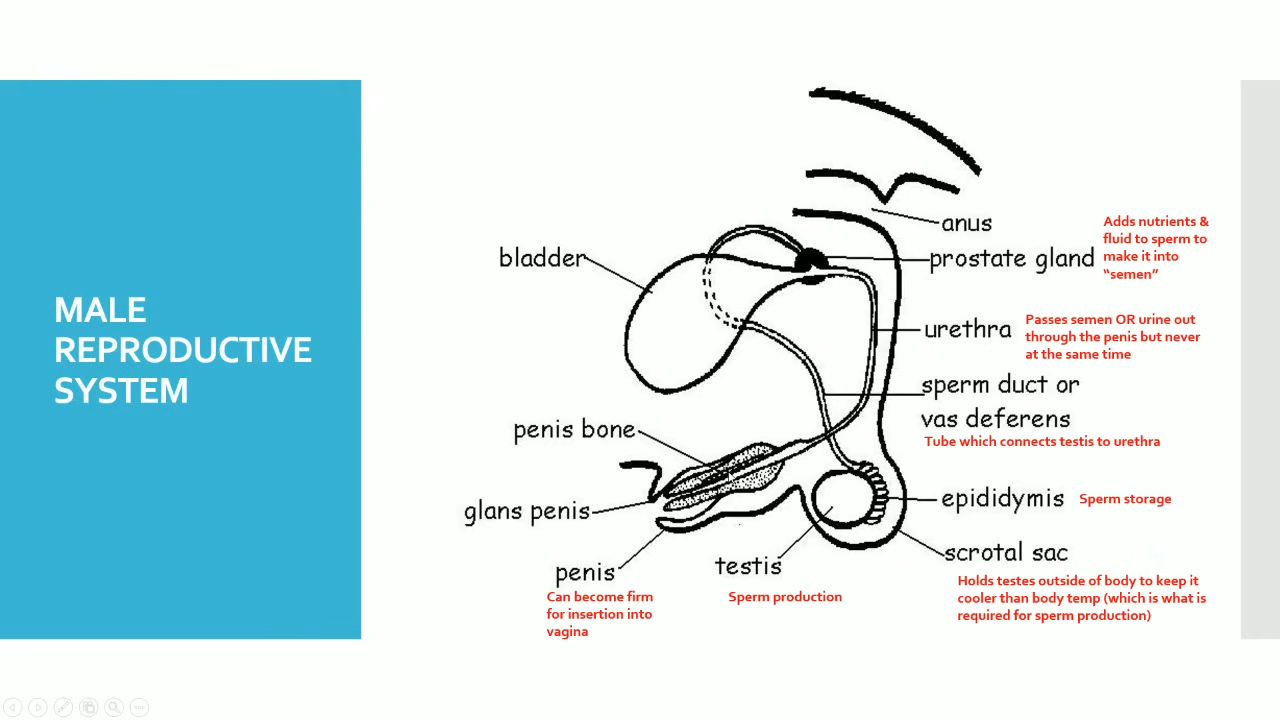 MALE
REPRODUCTIVE
SYSTEM
anus
Adds nutrients &
fluid to sperm to
make it into
“semen”
bladder
prostate gland
urethra
Passes semen OR urine out
through the penis but never
at the same time
sperm duct or
vas deferens
Tube which connects testis to urethra
penis bone
epididymis
Sperm storage
glans penis
scrotal sac
Holds testes outside of body to keep it
cooler than body temp (which is what is
required for sperm production)
testis
Sperm production
penis
Can become firm
for insertion into
vagina